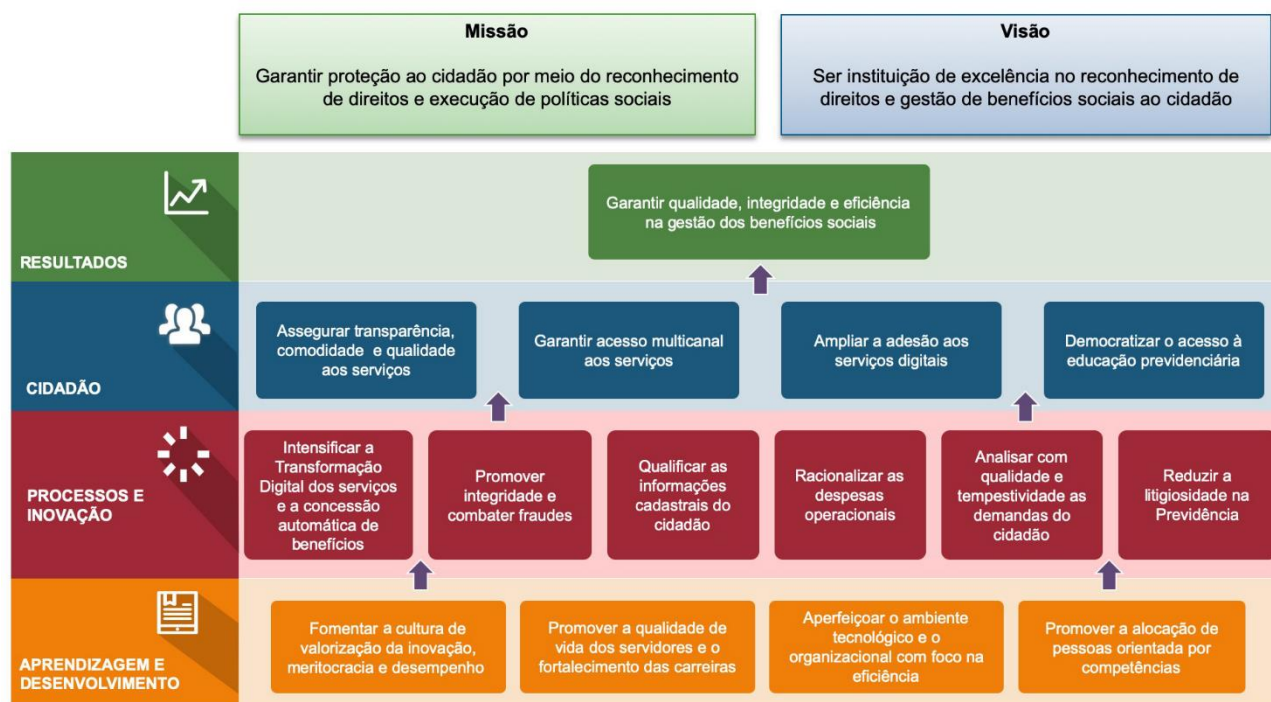 Missão
Garantir proteção ao cidadão por meio do reconhecimento
de direitos e execução de políticas sociais
Visão
Ser instituição de excelência no reconhecimento de
direitos e gestão de benefícios sociais ao cidadão
RESULTADOS
Garantir qualidade, integridade e eficiência
na gestão dos benefícios sociais
CIDADÃO
Assegurar transparência,
comodidade e qualidade
aos serviços
Garantir acesso multicanal
aos serviços
Ampliar a adesão aos
serviços digitais
Democratizar o acesso à
educação previdenciária
PROCESSOS E
INOVAÇÃO
Intensificar a
Transformação
Digital dos serviços
e a concessão
automática de
benefícios
Promover
integridade e
combater fraudes
Qualificar as
informações
cadastrais do
cidadão
Racionalizar as
despesas
operacionais
Analisar com
qualidade e
tempestividade as
demandas do
cidadão
Reduzir a
litigiosidade na
Previdência
APRENDIZAGEM E
DESENVOLVIMENTO
Fomentar a cultura de
valorização da inovação,
meritocracia e desempenho
Promover a qualidade de
vida dos servidores e o
fortalecimento das carreiras
Aperfeiçoar o ambiente
tecnológico e o
organizacional com foco na
eficiência
Promover a alocação de
pessoas orientada por
competências